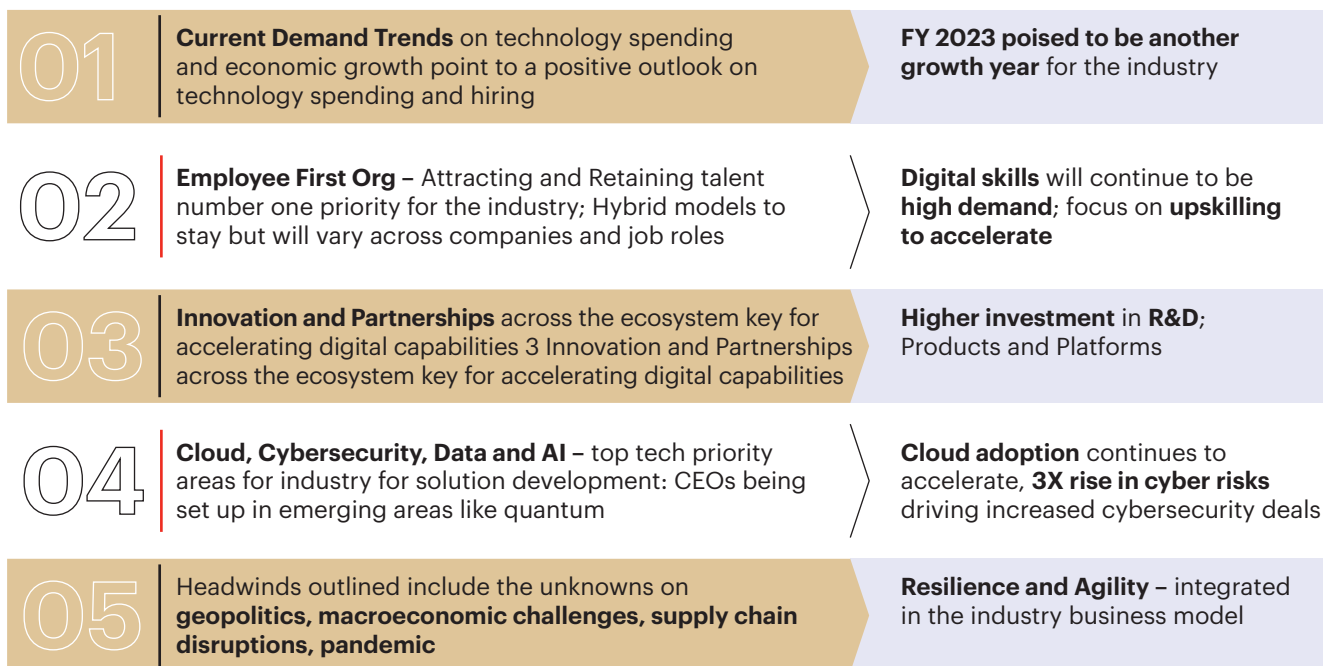 01
Current Demand Trends on technology spending
and economic growth point to a positive outlook on
technology spending and hiring
FY 2023 poised to be another
growth year for the industry
02
Employee First Org – Attracting and Retaining talent
number one priority for the industry; Hybrid models to
stay but will vary across companies and job roles
Digital skills will continue to be
high demand; focus on upskilling
to accelerate
03
Innovation and Partnerships across the ecosystem key for
accelerating digital capabilities 3 Innovation and Partnerships
across the ecosystem key for accelerating digital capabilities
Higher investment in R&D;
Products and Platforms
04
Cloud, Cybersecurity, Data and AI – top tech priority
areas for industry for solution development: CEOs being
set up in emerging areas like quantum
Cloud adoption continues to
accelerate, 3X rise in cyber risks
driving increased cybersecurity deals
05
Headwinds outlined include the unknowns on
geopolitics, macroeconomic challenges, supply chain
disruptions, pandemic
Resilience and Agility – integrated
in the industry business model